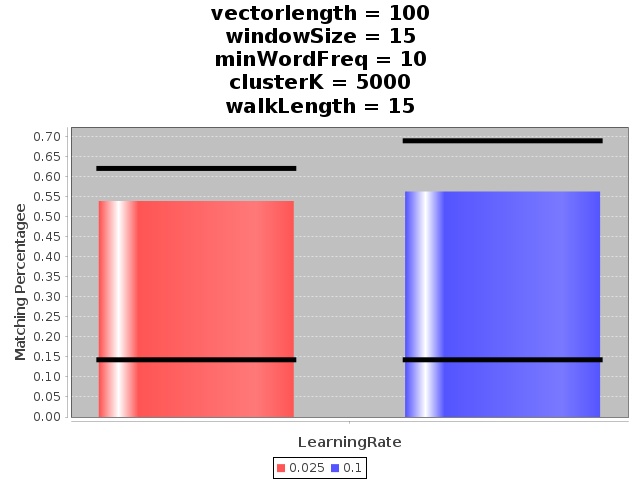 vectorlength = 100
windowSize = 15
minWordFreq = 10
clusterK = 5000
walkLength = 15
Matching Percentagee
0.70
0.65
0.60
0.55
0.50
0.45
0.40
0.35
0.30
0.25
0.20
0.15
0.10
0.05
0.00
LearningRate
0.025 0.1